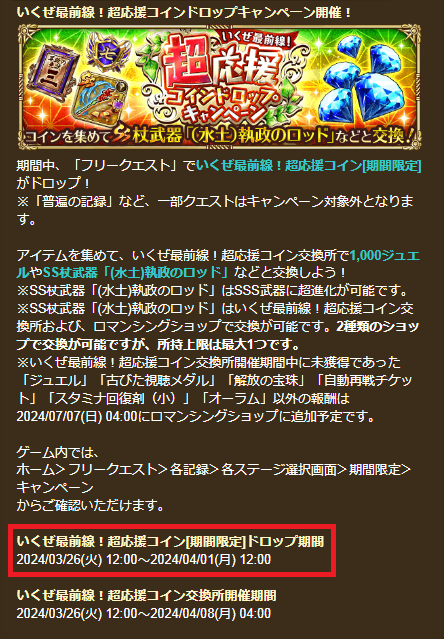 いくぜ最前線！超応援コインドロップキャンペーン開催！
いくぜ最前線！
超応援
コインドロップ
キャンペーン
コインを集めてSS杖武器「(水土)執政のロッド」などと交換！
期間中、「フリークエスト」でいくぜ最前線！超応援コイン[期間限定]
がドロップ！
※「普遍の記録」など、一部クエストはキャンペーン対象外となりま
す。
アイテムを集めて、いくぜ最前線！超応援コイン交換所で1,000ジュエ
ルやSS杖武器「(水土)執政のロッド」などと交換しよう！
※SS杖武器「(水土)執政のロッド」はSSS武器に超進化が可能です。
※SS杖武器「(水土)執政のロッド」はいくぜ最前線！超応援コイン交
換所および、ロマンシングショップで交換が可能です。2種類のショッ
プで交換が可能ですが、所持上限は最大1つです。
※いくぜ最前線！超応援コイン交換所開催期間中に未獲得であった
「ジュエル」「古びた視聴メダル」「解放の宝珠」「自動再戦チケッ
ト」「スタミナ回復剤（小）」「オーラム」以外の報酬は
2024/07/07(日) 04:00にロマンシングショップに追加予定です。
ゲーム内では、
ホーム＞フリークエスト＞各記録＞各ステージ選択画面＞期間限定＞
キャンペーン
からご確認いただけます。
いくぜ最前線！超応援コイン[期間限定]ドロップ期間
2024/03/26(火) 12:00～2024/04/01(月) 12:00
いくぜ最前線！超応援コイン交換所開催期間
2024/03/26(火) 12:00～2024/04/08(月) 04:00